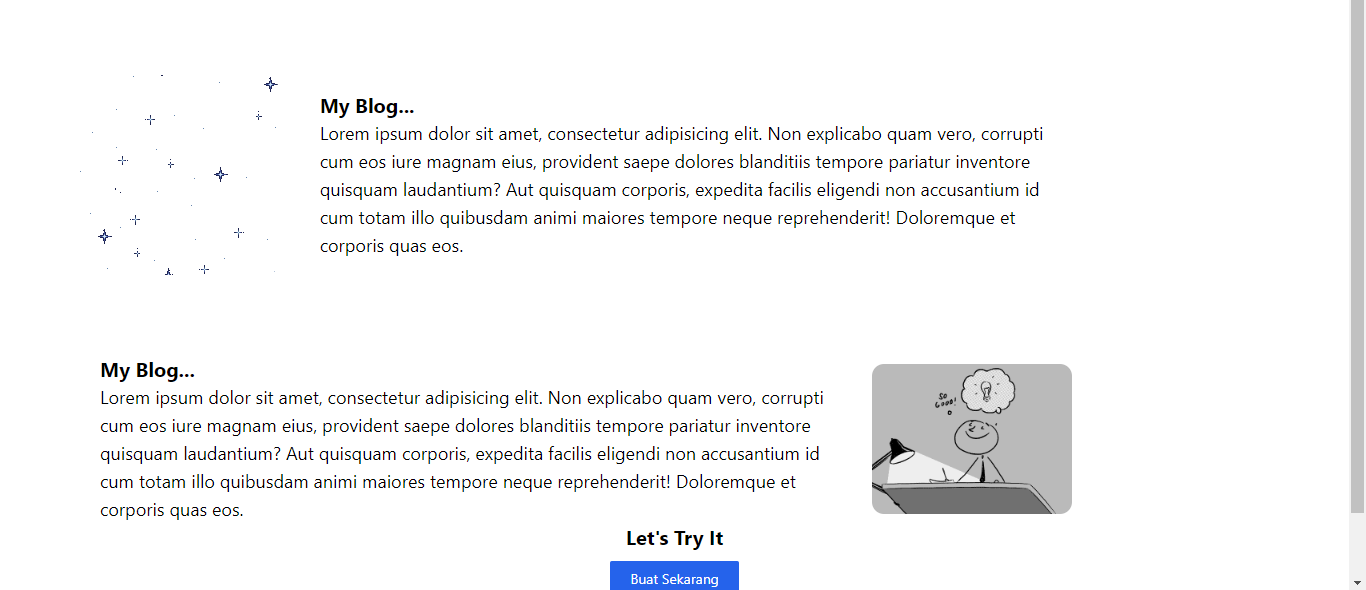 My Blog...
Lorem ipsum dolor sit amet, consectetur adipisicing elit. Non explicabo quam vero, corrupti
cum eos iure magnam eius, provident saepe dolores blanditiis tempore pariatur inventore
quisquam laudantium? Aut quisquam corporis, expedita facilis eligendi non accusantium id
cum totam illo quibusdam animi maiores tempore neque reprehenderit! Doloremque et
corporis quas eos.
My Blog...
Lorem ipsum dolor sit amet, consectetur adipisicing elit. Non explicabo quam vero, corrupti
cum eos iure magnam eius, provident saepe dolores blanditiis tempore pariatur inventore
quisquam laudantium? Aut quisquam corporis, expedita facilis eligendi non accusantium id
cum totam illo quibusdam animi maiores tempore neque reprehenderit! Doloremque et
corporis quas eos.
SO
GOOD!
Let's Try It
Buat Sekarang